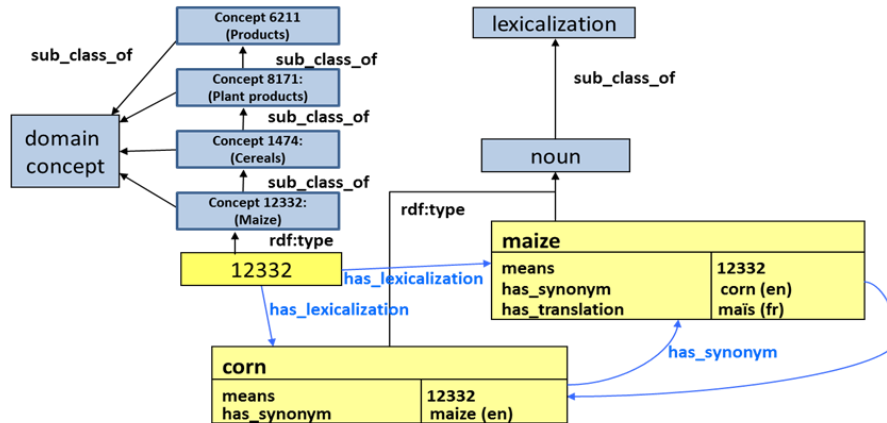 Concept 6211
(Products)
lexicalization
sub_class_of
sub_class_of
Concept 8171:
(Plant products)
sub_class_of
sub_class_of
domain
concept
Concept 1474:
(Cereals)
noun
sub_class_of
Concept 12332:
(Maize)
rdf:type
rdf:type
maize
12332
means
12332
has_lexicalization
has_synonym
corn (en)
has_translation
maïs (fr)
has_lexicalization
has_synonym
corn
means
12332
has_synonym
maize (en)